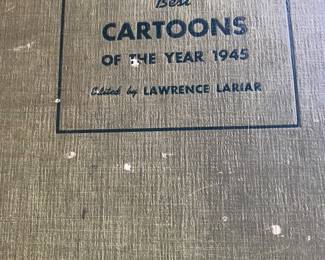 Best
CARTOONS
OF THE YEAR 1945
Edited by LAWRENCE LARIAR